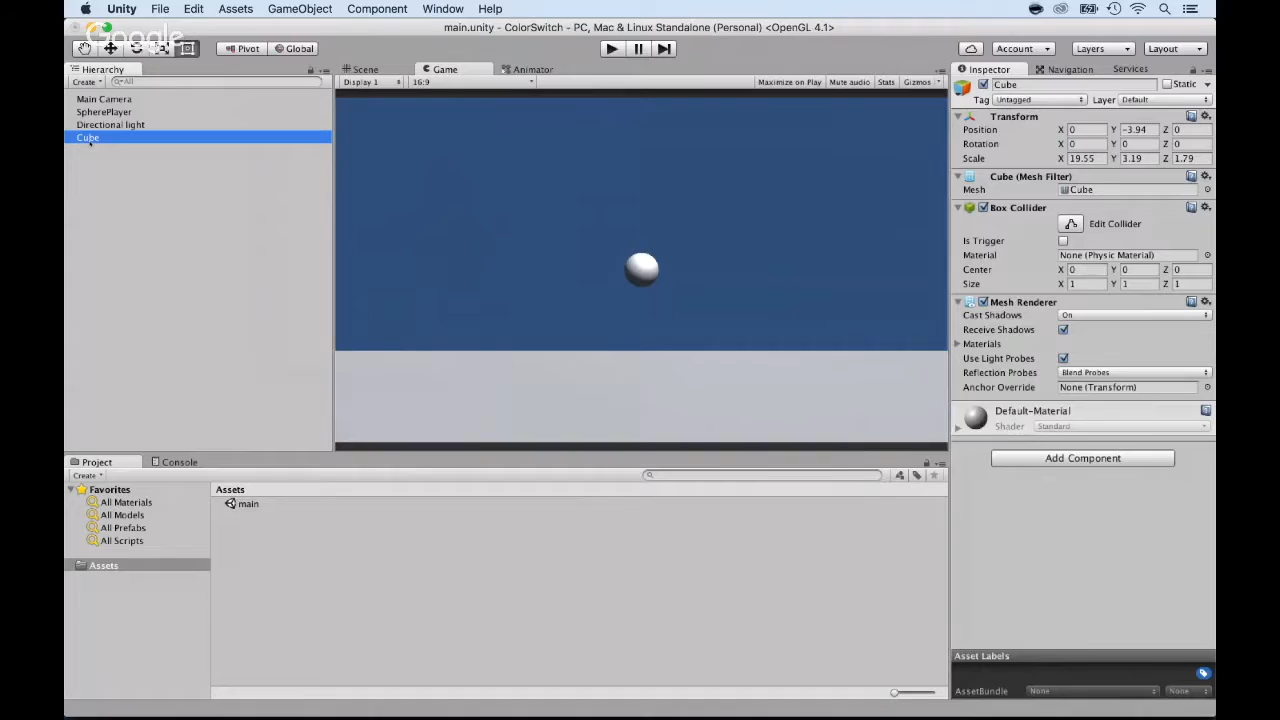 Unity File Edit Assets GameObject Component Window Help
main.unity - ColorSwitch - PC, Mac & Linux Standalone (Personal) <OpenGL 4.1>
Google
Pivot Global Account Layers Layout
Hierarchy Scene Game Animator Inspector Navigation Services
Create All Display 1 16:9 Maximize on Play Mute audio Stats Gizmos Cube Static
Main Camera
SpherePlayer
Directional light
Cube
Tag Untagged Layer Default
Transform
Position X 0 Y -3.94 Z 0
Rotation X 0 Y 0 Z 0
Scale X 19.55 Y 3.19 Z 1.79
Cube (Mesh Filter)
Mesh Cube
Box Collider
Edit Collider
Is Trigger
Material None (Physic Material)
Center X 0 Y 0 Z 0
Size X 1 Y 1 Z 1
Mesh Renderer
Cast Shadows On
Receive Shadows
Materials
Use Light Probes
Reflection Probes Blend Probes
Anchor Override None (Transform)
Default-Material
Shader Standard
Add Component
Project Console
Create
Favorites
All Materials
All Models
All Prefabs
All Scripts
Assets
Assets
main
Asset Labels
AssetBundle None None